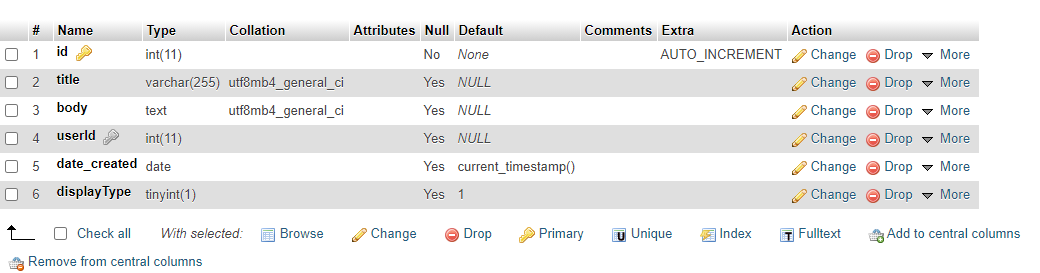 # Name Type Collation Attributes Null Default Comments Extra Action
1 id int(11) No None AUTO_INCREMENT Change Drop More
2 title varchar(255) utf8mb4_general_ci Yes NULL Change Drop More
3 body text utf8mb4_general_ci Yes NULL Change Drop More
4 userId int(11) Yes NULL Change Drop More
5 date_created date Yes current_timestamp() Change Drop More
6 displayType tinyint(1) Yes 1 Change Drop More
Check all With selected: Browse Change Drop Primary Unique Index Fulltext Add to central columns
Remove from central columns